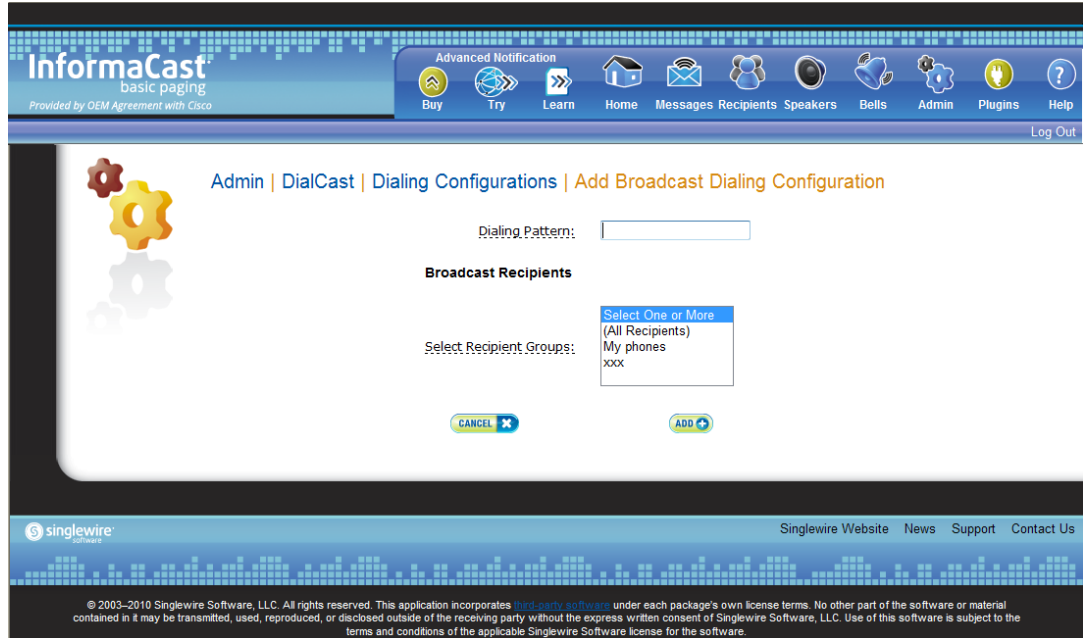 InformaCast
basic paging
Provided by OEM Agreement with Cisco
Advanced Notification
Buy Try Learn Home Messages Recipients Speakers Bells Admin Plugins Help
Log Out
Admin | DialCast | Dialing Configurations | Add Broadcast Dialing Configuration
Dialing Pattern:
Broadcast Recipients
Select One or More
(All Recipients)
Select Recipient Groups: My phones
xxx
CANCEL ADD
singlewire
software
Singlewire Website News Support Contact Us
© 2003–2010 Singlewire Software, LLC. All rights reserved. This application incorporates third-party software under each package's own license terms. No other part of the software or material
contained in it may be transmitted, used, reproduced, or disclosed outside of the receiving party without the express written consent of Singlewire Software, LLC. Use of this software is subject to the
terms and conditions of the applicable Singlewire Software license for the software.